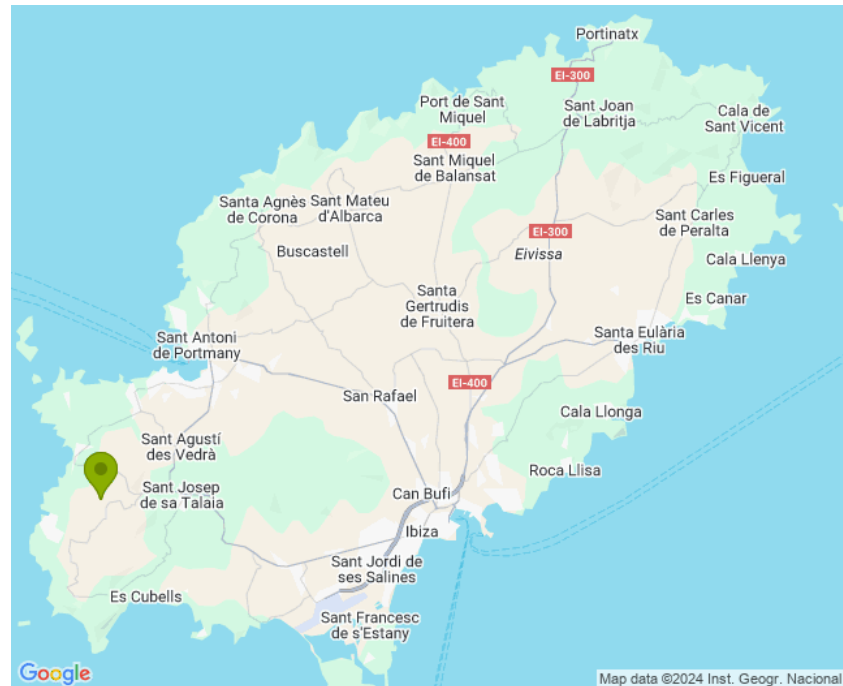 Portinatx
EI-300
Port de Sant
Miquel
Sant Joan
de Labritja
Cala de
Sant Vicent
EI-400
Sant Miquel
de Balansat
Es Figueral
Santa Agnès
de Corona
Sant Mateu
d'Albarca
Sant Carles
de Peralta
EI-300
Buscastell
Eivissa
Cala Llenya
Santa
Gertrudis
de Fruitera
Es Canar
Sant Antoni
de Portmany
Santa Eulària
des Riu
EI-400
San Rafael
Cala Llonga
Sant Agustí
des Vedrà
Roca Llisa
Sant Josep
de sa Talaia
Can Bufi
Ibiza
Sant Jordi de
ses Salines
Es Cubells
Sant Francesc
de s'Estany
Google
Map data ©2024 Inst. Geogr. Nacional